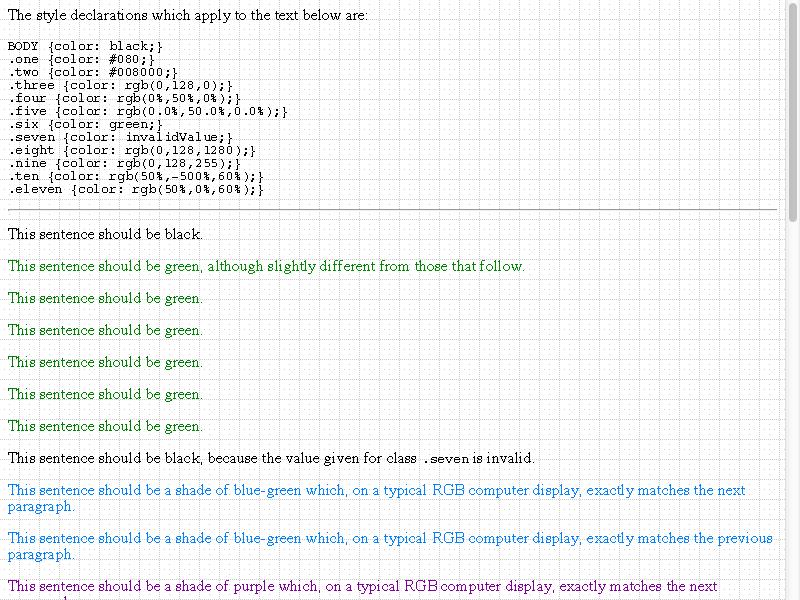 The style declarations which apply to the text below are:
BODY {color: black;}
.one {color: #080;}
.two {color: #008000;}
.three {color: rgb(0,128,0);}
.four {color: rgb(0%,50%,0%);}
.five {color: rgb(0.0%,50.0%,0.0%);}
.six {color: green;}
.seven {color: invalidValue;}
.eight {color: rgb(0,128,1280);}
.nine {color: rgb(0,128,255);}
.ten {color: rgb(50%,-500%,60%);}
.eleven {color: rgb(50%,0%,60%);}
This sentence should be black.
This sentence should be green, although slightly different from those that follow.
This sentence should be green.
This sentence should be green.
This sentence should be green.
This sentence should be green.
This sentence should be green.
This sentence should be black, because the value given for class .seven is invalid.
This sentence should be a shade of blue-green which, on a typical RGB computer display, exactly matches the next
paragraph.
This sentence should be a shade of blue-green which, on a typical RGB computer display, exactly matches the previous
paragraph.
This sentence should be a shade of purple which, on a typical RGB computer display, exactly matches the next